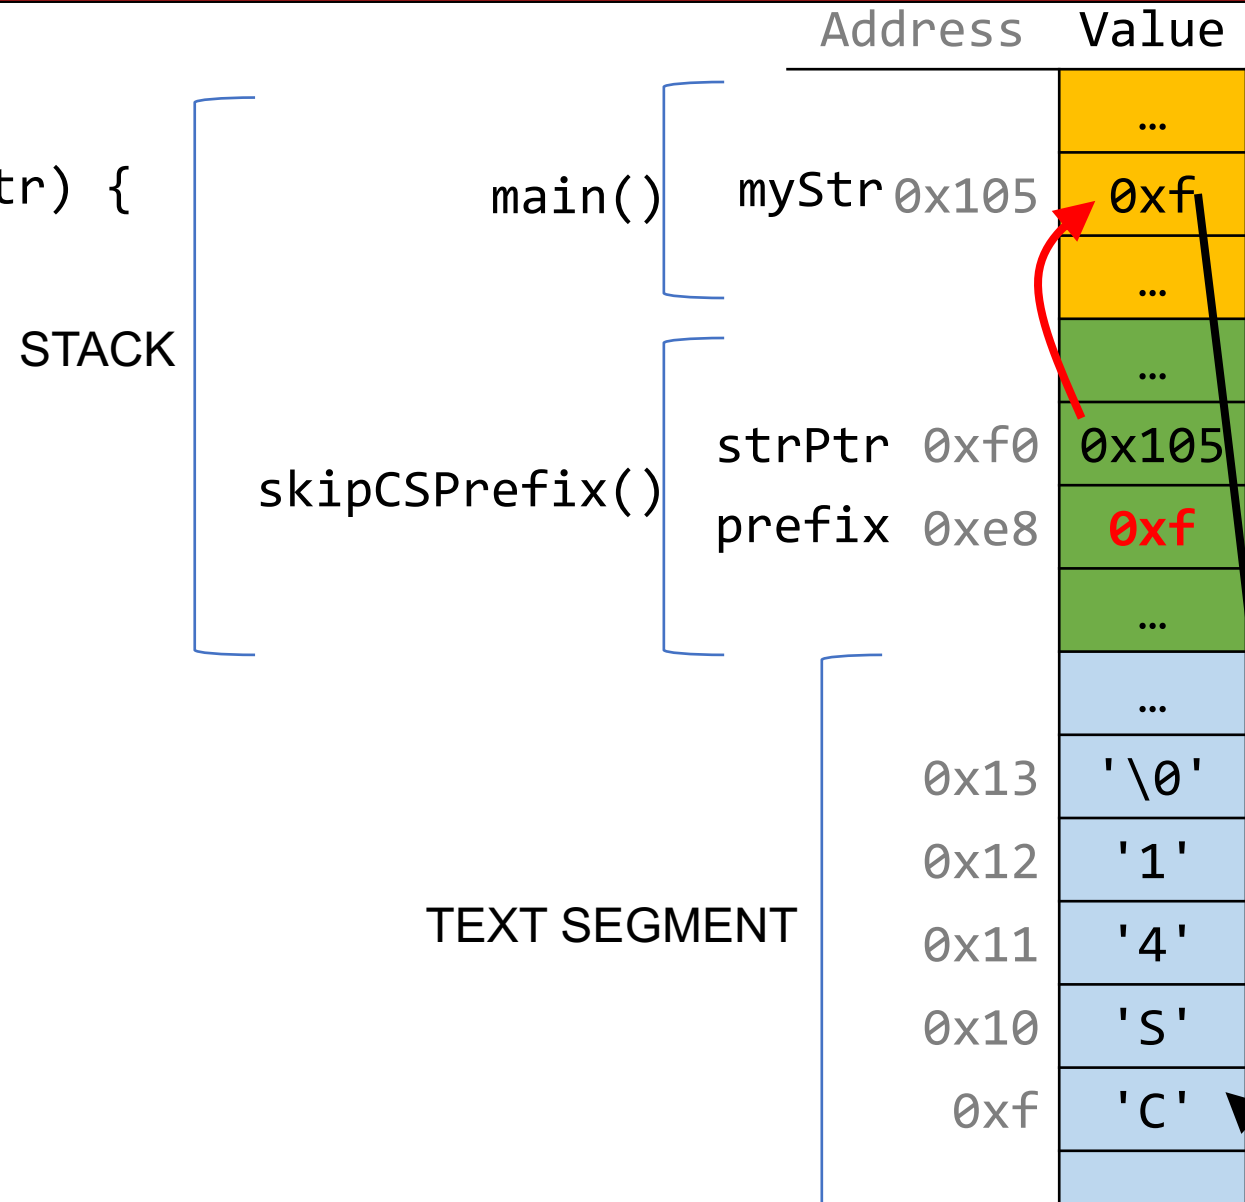 Address Value
…
tr) { main() myStr 0x105 0xf
…
STACK
…
strPtr 0xf0 0x105
skipCSPrefix()
prefix 0xe8 0xf
…
…
0x13 '\0'
0x12 '1'
TEXT SEGMENT
0x11 '4'
0x10 'S'
0xf 'C'